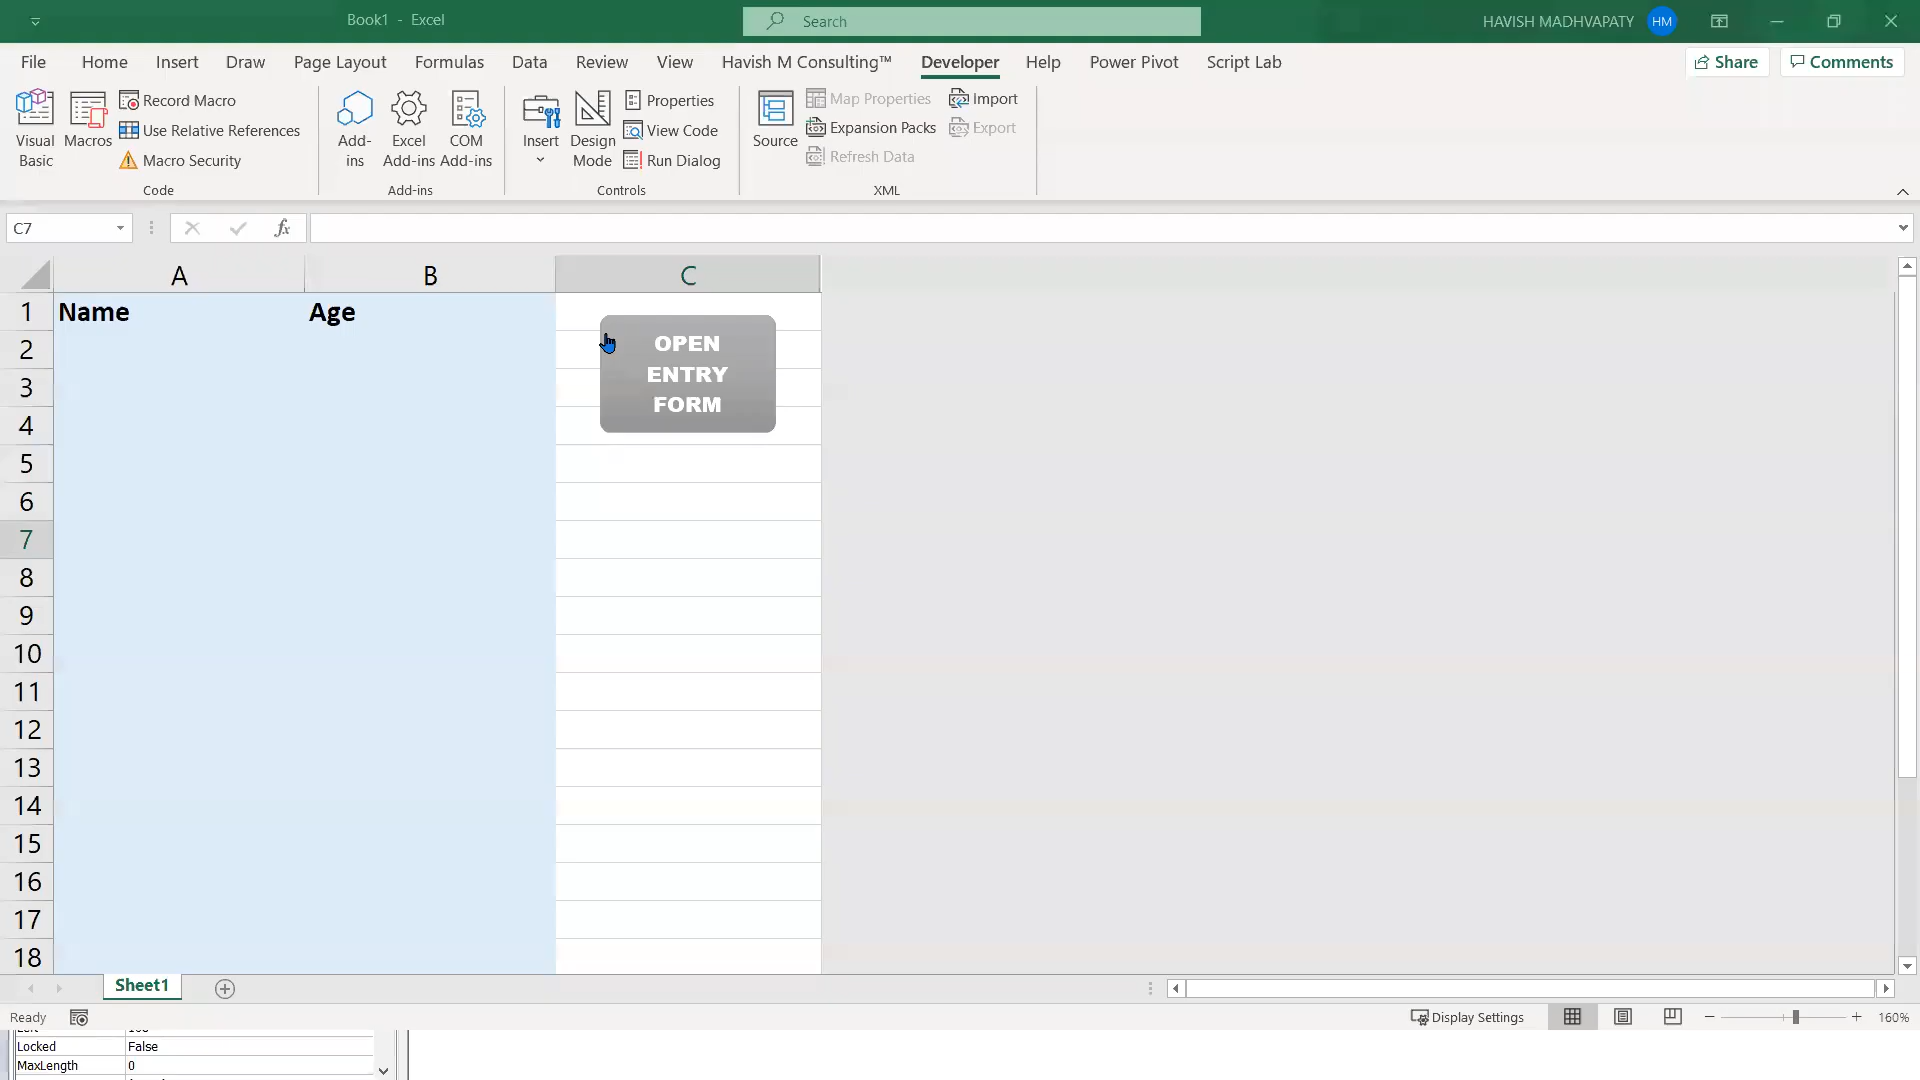 Book1 - Excel
Search
HAVISH MADHVAPATY HM
File Home Insert Draw Page Layout Formulas Data Review View Havish M Consulting™ Developer Help Power Pivot Script Lab Share Comments
Visual Basic
Macros
Record Macro
Use Relative References
Macro Security
Code
Add-ins
Excel Add-ins
COM Add-ins
Add-ins
Insert
Design Mode
Properties
View Code
Run Dialog
Controls
Source
Map Properties
Expansion Packs
Refresh Data
Import
Export
XML
C7
fx
A B C
1 Name Age
OPEN
ENTRY
FORM
2
3
4
5
6
7
8
9
10
11
12
13
14
15
16
17
18
Sheet1
Ready
Display Settings
160%
Locked False
MaxLength 0